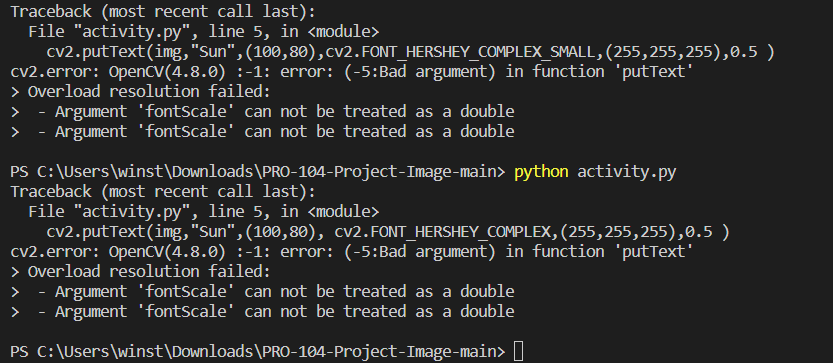 Traceback (most recent call last):
  File "activity.py", line 5, in <module>
    cv2.putText(img,"Sun",(100,80),cv2.FONT_HERSHEY_COMPLEX_SMALL,(255,255,255),0.5 )
cv2.error: OpenCV(4.8.0) :-1: error: (-5:Bad argument) in function 'putText'
> Overload resolution failed:
>  - Argument 'fontScale' can not be treated as a double
>  - Argument 'fontScale' can not be treated as a double

PS C:\Users\winst\Downloads\PRO-104-Project-Image-main> python activity.py
Traceback (most recent call last):
  File "activity.py", line 5, in <module>
    cv2.putText(img,"Sun",(100,80), cv2.FONT_HERSHEY_COMPLEX,(255,255,255),0.5 )
cv2.error: OpenCV(4.8.0) :-1: error: (-5:Bad argument) in function 'putText'
> Overload resolution failed:
>  - Argument 'fontScale' can not be treated as a double
>  - Argument 'fontScale' can not be treated as a double

PS C:\Users\winst\Downloads\PRO-104-Project-Image-main>